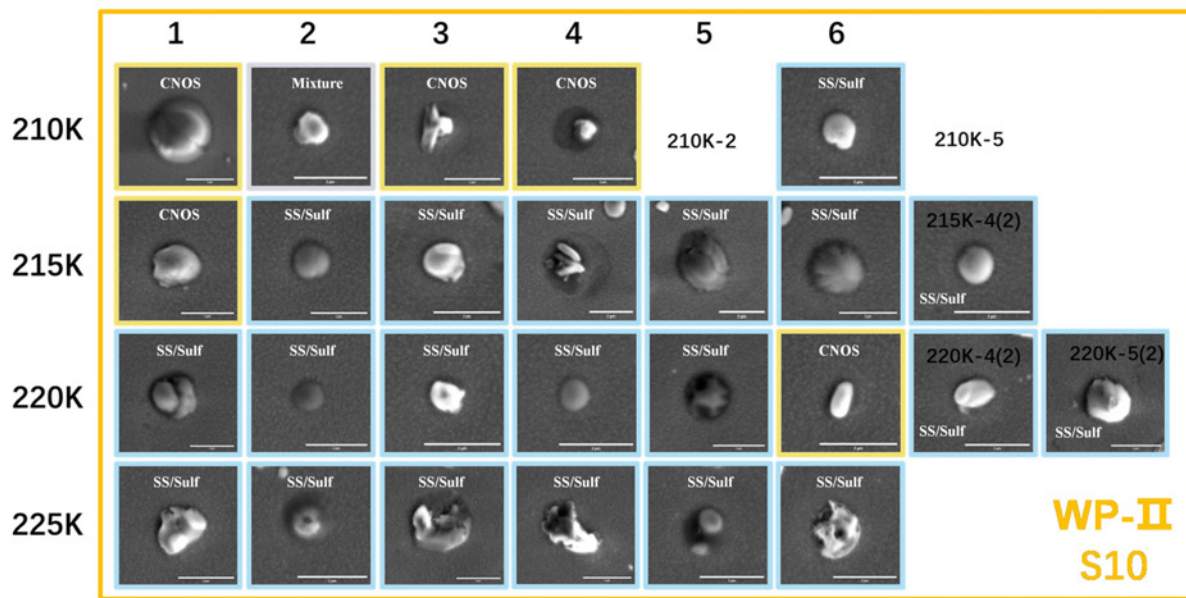 1 2 3 4 5 6
210K CNOS Mixture CNOS CNOS 210K-2 SS/Sulf 210K-5
215K CNOS SS/Sulf SS/Sulf SS/Sulf SS/Sulf SS/Sulf 215K-4(2) SS/Sulf
220K SS/Sulf SS/Sulf SS/Sulf SS/Sulf SS/Sulf CNOS 220K-4(2) SS/Sulf 220K-5(2) SS/Sulf
225K SS/Sulf SS/Sulf SS/Sulf SS/Sulf SS/Sulf SS/Sulf
WP-II
S10